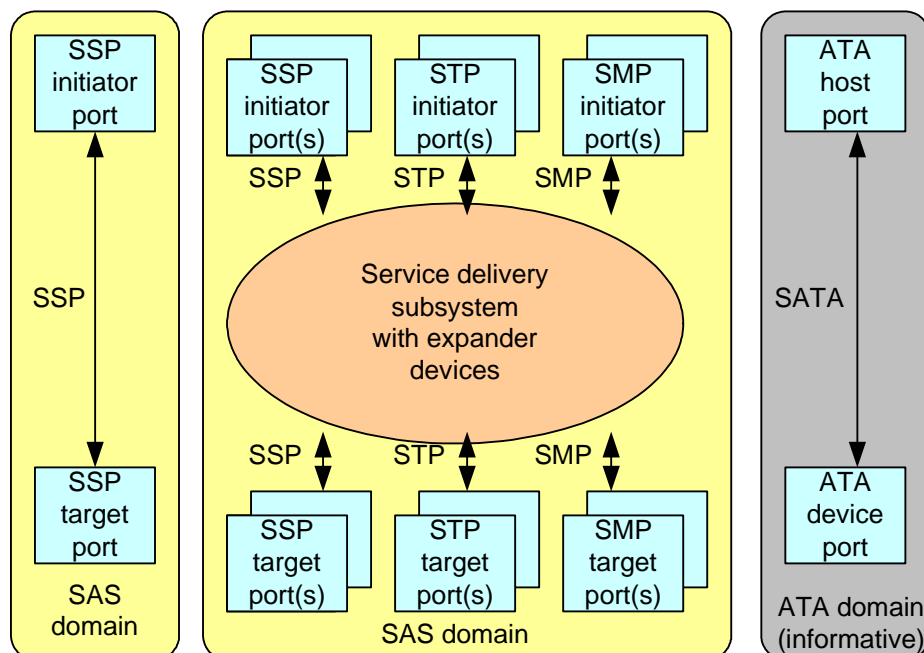 SSP
initiator
port
SSP
SSP
target
port
SAS
domain
SSP
initiator
port(s)
STP
initiator
port(s)
SMP
initiator
port(s)
SSP
STP
SMP
Service delivery
subsystem
with expander
devices
SSP
STP
SMP
SSP
target
port(s)
STP
target
port(s)
SMP
target
port(s)
SAS domain
ATA
host
port
SATA
ATA
device
port
ATA domain
(informative)